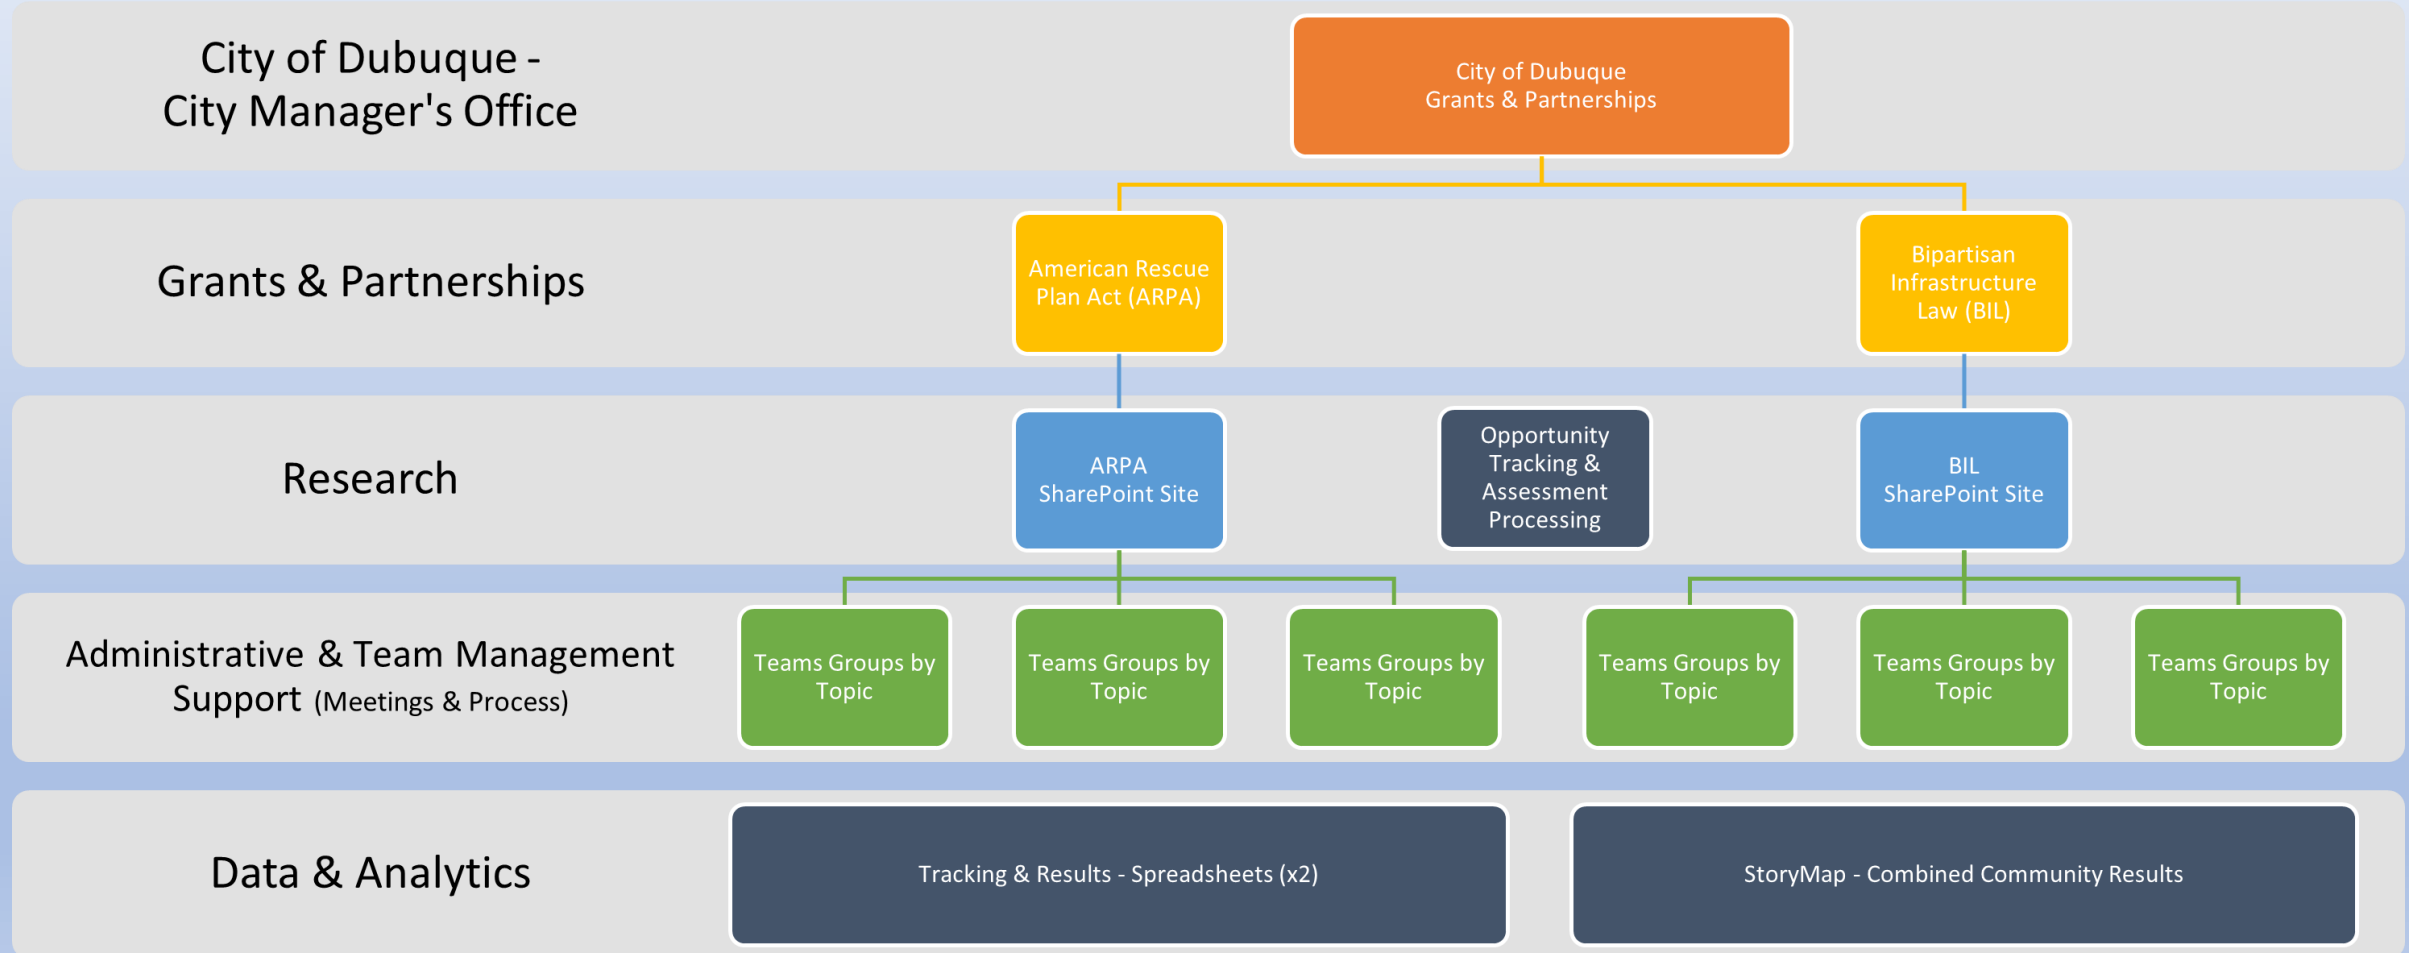 City of Dubuque -
City Manager's Office
City of Dubuque
Grants & Partnerships
Grants & Partnerships
American Rescue
Plan Act (ARPA)
Bipartisan
Infrastructure
Law (BIL)
Research
ARPA
SharePoint Site
Opportunity
Tracking &
Assessment
Processing
BIL
SharePoint Site
Administrative & Team Management
Support (Meetings & Process)
Teams Groups by
Topic
Teams Groups by
Topic
Teams Groups by
Topic
Teams Groups by
Topic
Teams Groups by
Topic
Teams Groups by
Topic
Data & Analytics
Tracking & Results - Spreadsheets (x2)
StoryMap - Combined Community Results